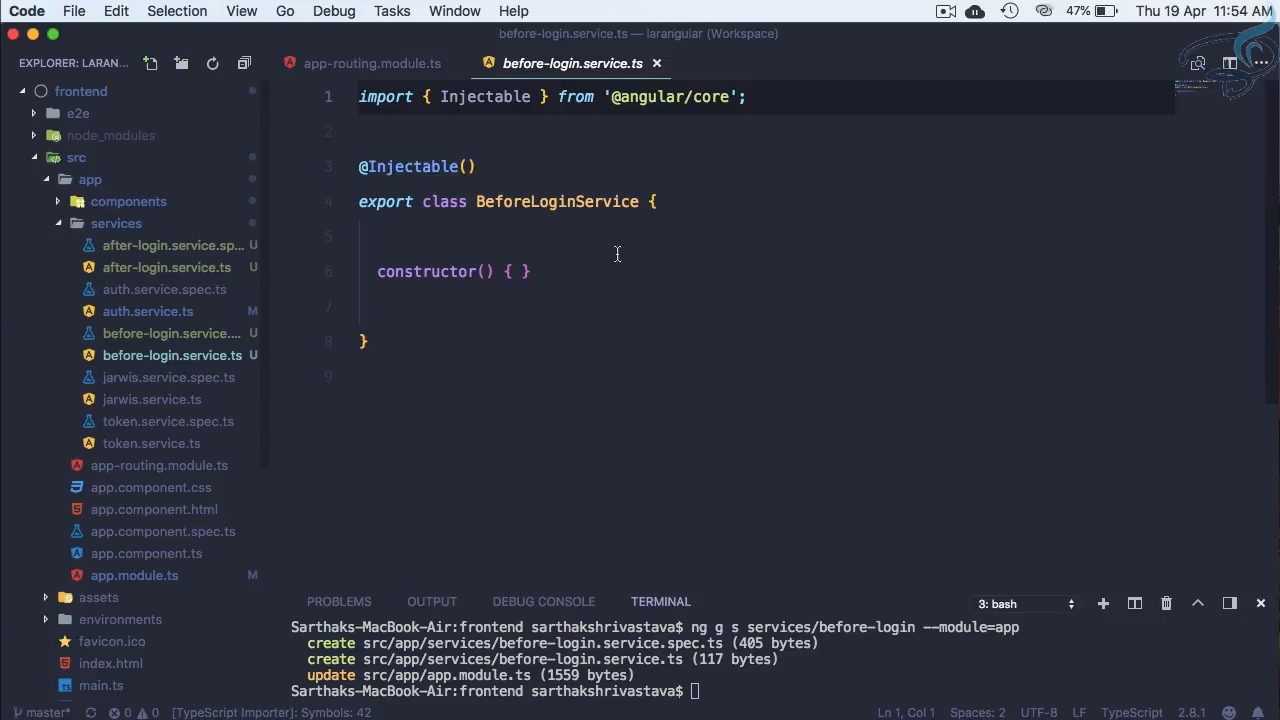 Code File Edit Selection View Go Debug Tasks Window Help 47% Thu 19 Apr 11:54 AM
before-login.service.ts — larangular (Workspace)
EXPLORER: LARAN... app-routing.module.ts before-login.service.ts
frontend
e2e
node_modules
src
app
components
services
after-login.service.sp... U
after-login.service.ts U
auth.service.spec.ts
auth.service.ts M
before-login.service.... U
before-login.service.ts U
jarwis.service.spec.ts
jarwis.service.ts
token.service.spec.ts
token.service.ts
app-routing.module.ts
app.component.css
app.component.html
app.component.spec.ts
app.component.ts
app.module.ts M
assets
environments
favicon.ico
index.html
main.ts
1 import { Injectable } from '@angular/core';
2
3 @Injectable()
4 export class BeforeLoginService {
5
6 constructor() { }
7
8 }
9
PROBLEMS OUTPUT DEBUG CONSOLE TERMINAL 3: bash
Sarthaks-MacBook-Air:frontend sarthakshrivastava$ ng g s services/before-login --module=app
create src/app/services/before-login.service.spec.ts (405 bytes)
create src/app/services/before-login.service.ts (117 bytes)
update src/app/app.module.ts (1559 bytes)
Sarthaks-MacBook-Air:frontend sarthakshrivastava$
master* 0 0 [TypeScript Importer]: Symbols: 42 Ln 1, Col 1 Spaces: 2 UTF-8 LF TypeScript 2.8.1